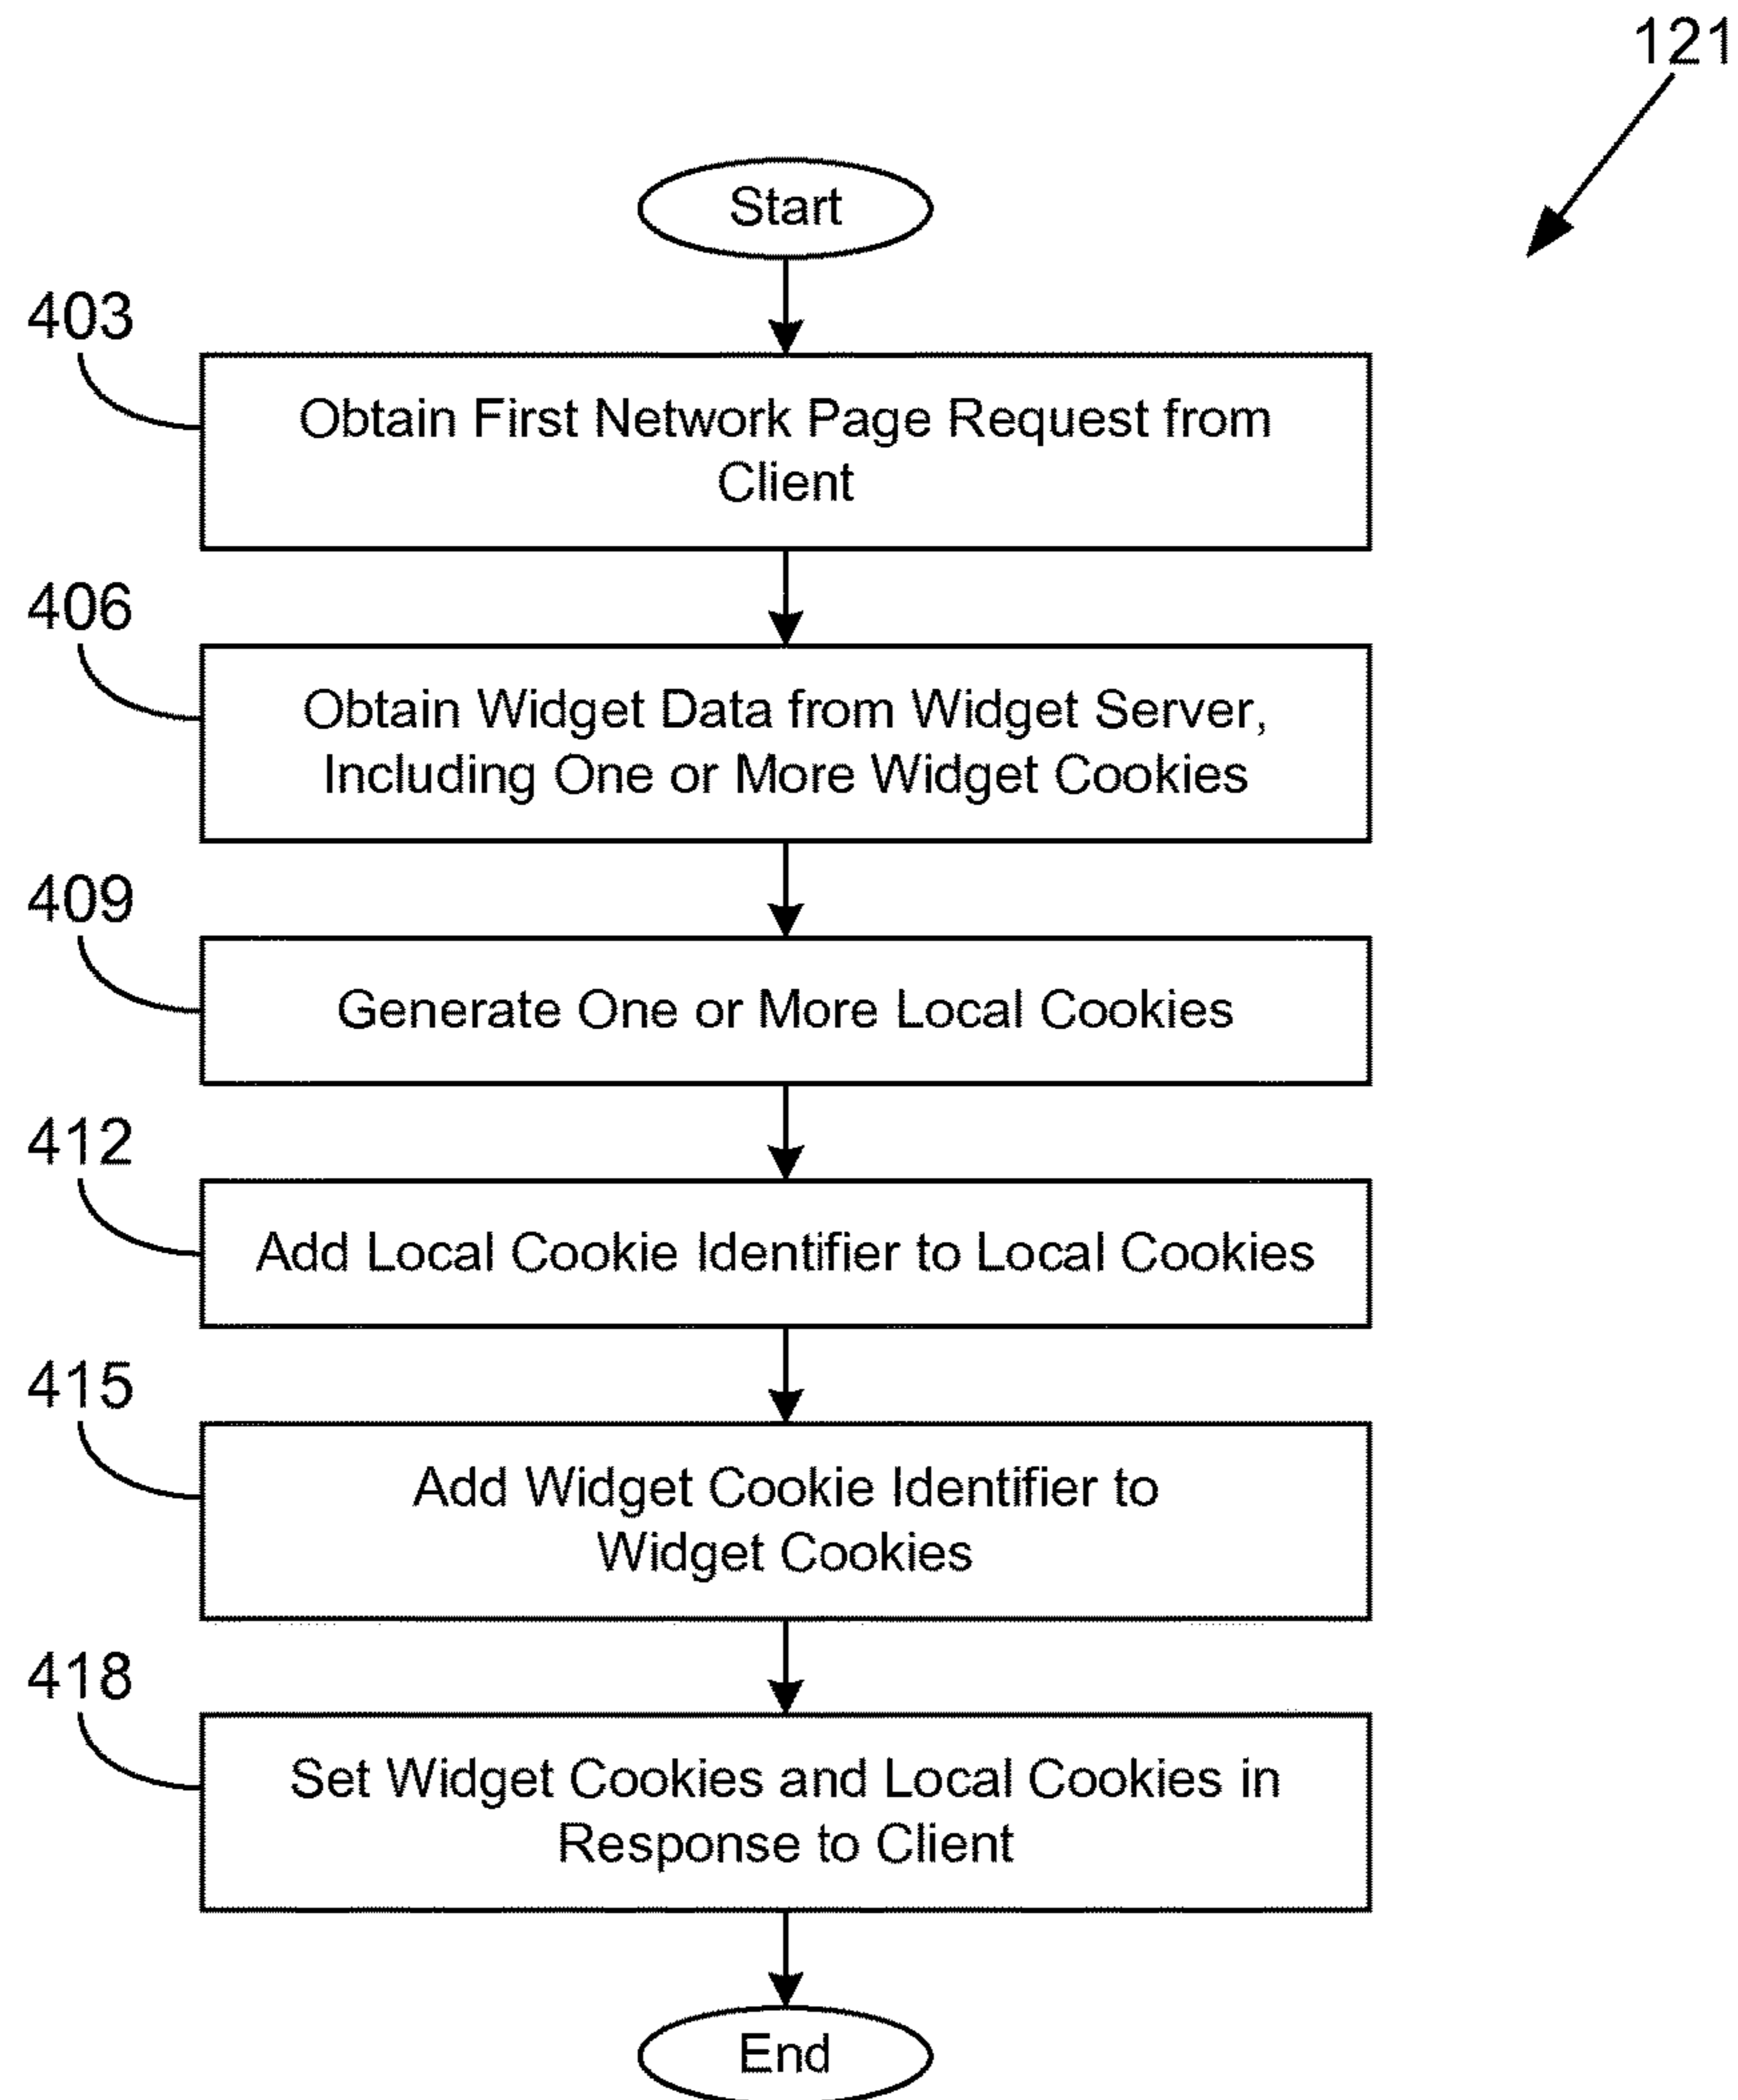 121
Start
403
Obtain First Network Page Request from
Client
406
Obtain Widget Data from Widget Server,
Including One or More Widget Cookies
409
Generate One or More Local Cookies
412
Add Local Cookie Identifier to Local Cookies
415
Add Widget Cookie Identifier to
Widget Cookies
418
Set Widget Cookies and Local Cookies in
Response to Client
End